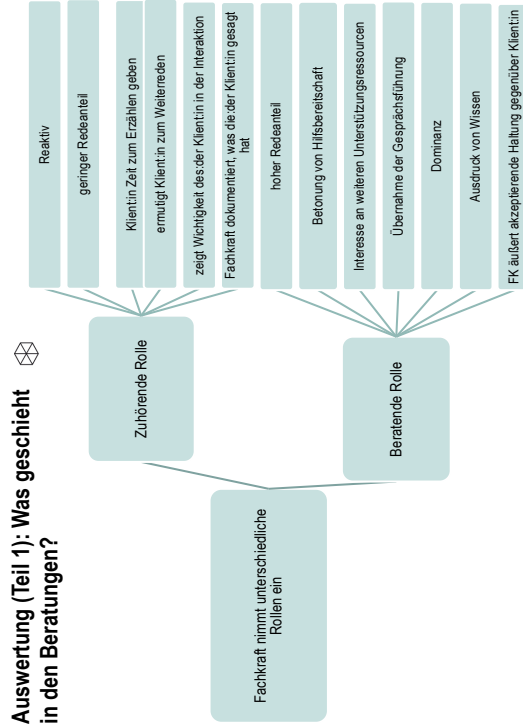 Auswertung (Teil 1): Was geschieht
in den Beratungen?
Fachkraft nimmt unterschiedliche
Rollen ein
Zuhörende Rolle
Reaktiv
geringer Redeanteil
Klient:in Zeit zum Erzählen geben
ermutigt Klient:in zum Weiterreden
zeigt Wichtigkeit des:der Klient:in in der Interaktion
Fachkraft dokumentiert, was die:der Klient:in gesagt
hat
Beratende Rolle
hoher Redeanteil
Betonung von Hilfsbereitschaft
Interesse an weiteren Unterstützungsressourcen
Übernahme der Gesprächsführung
Dominanz
Ausdruck von Wissen
FK äußert akzeptierende Haltung gegenüber Klient:in